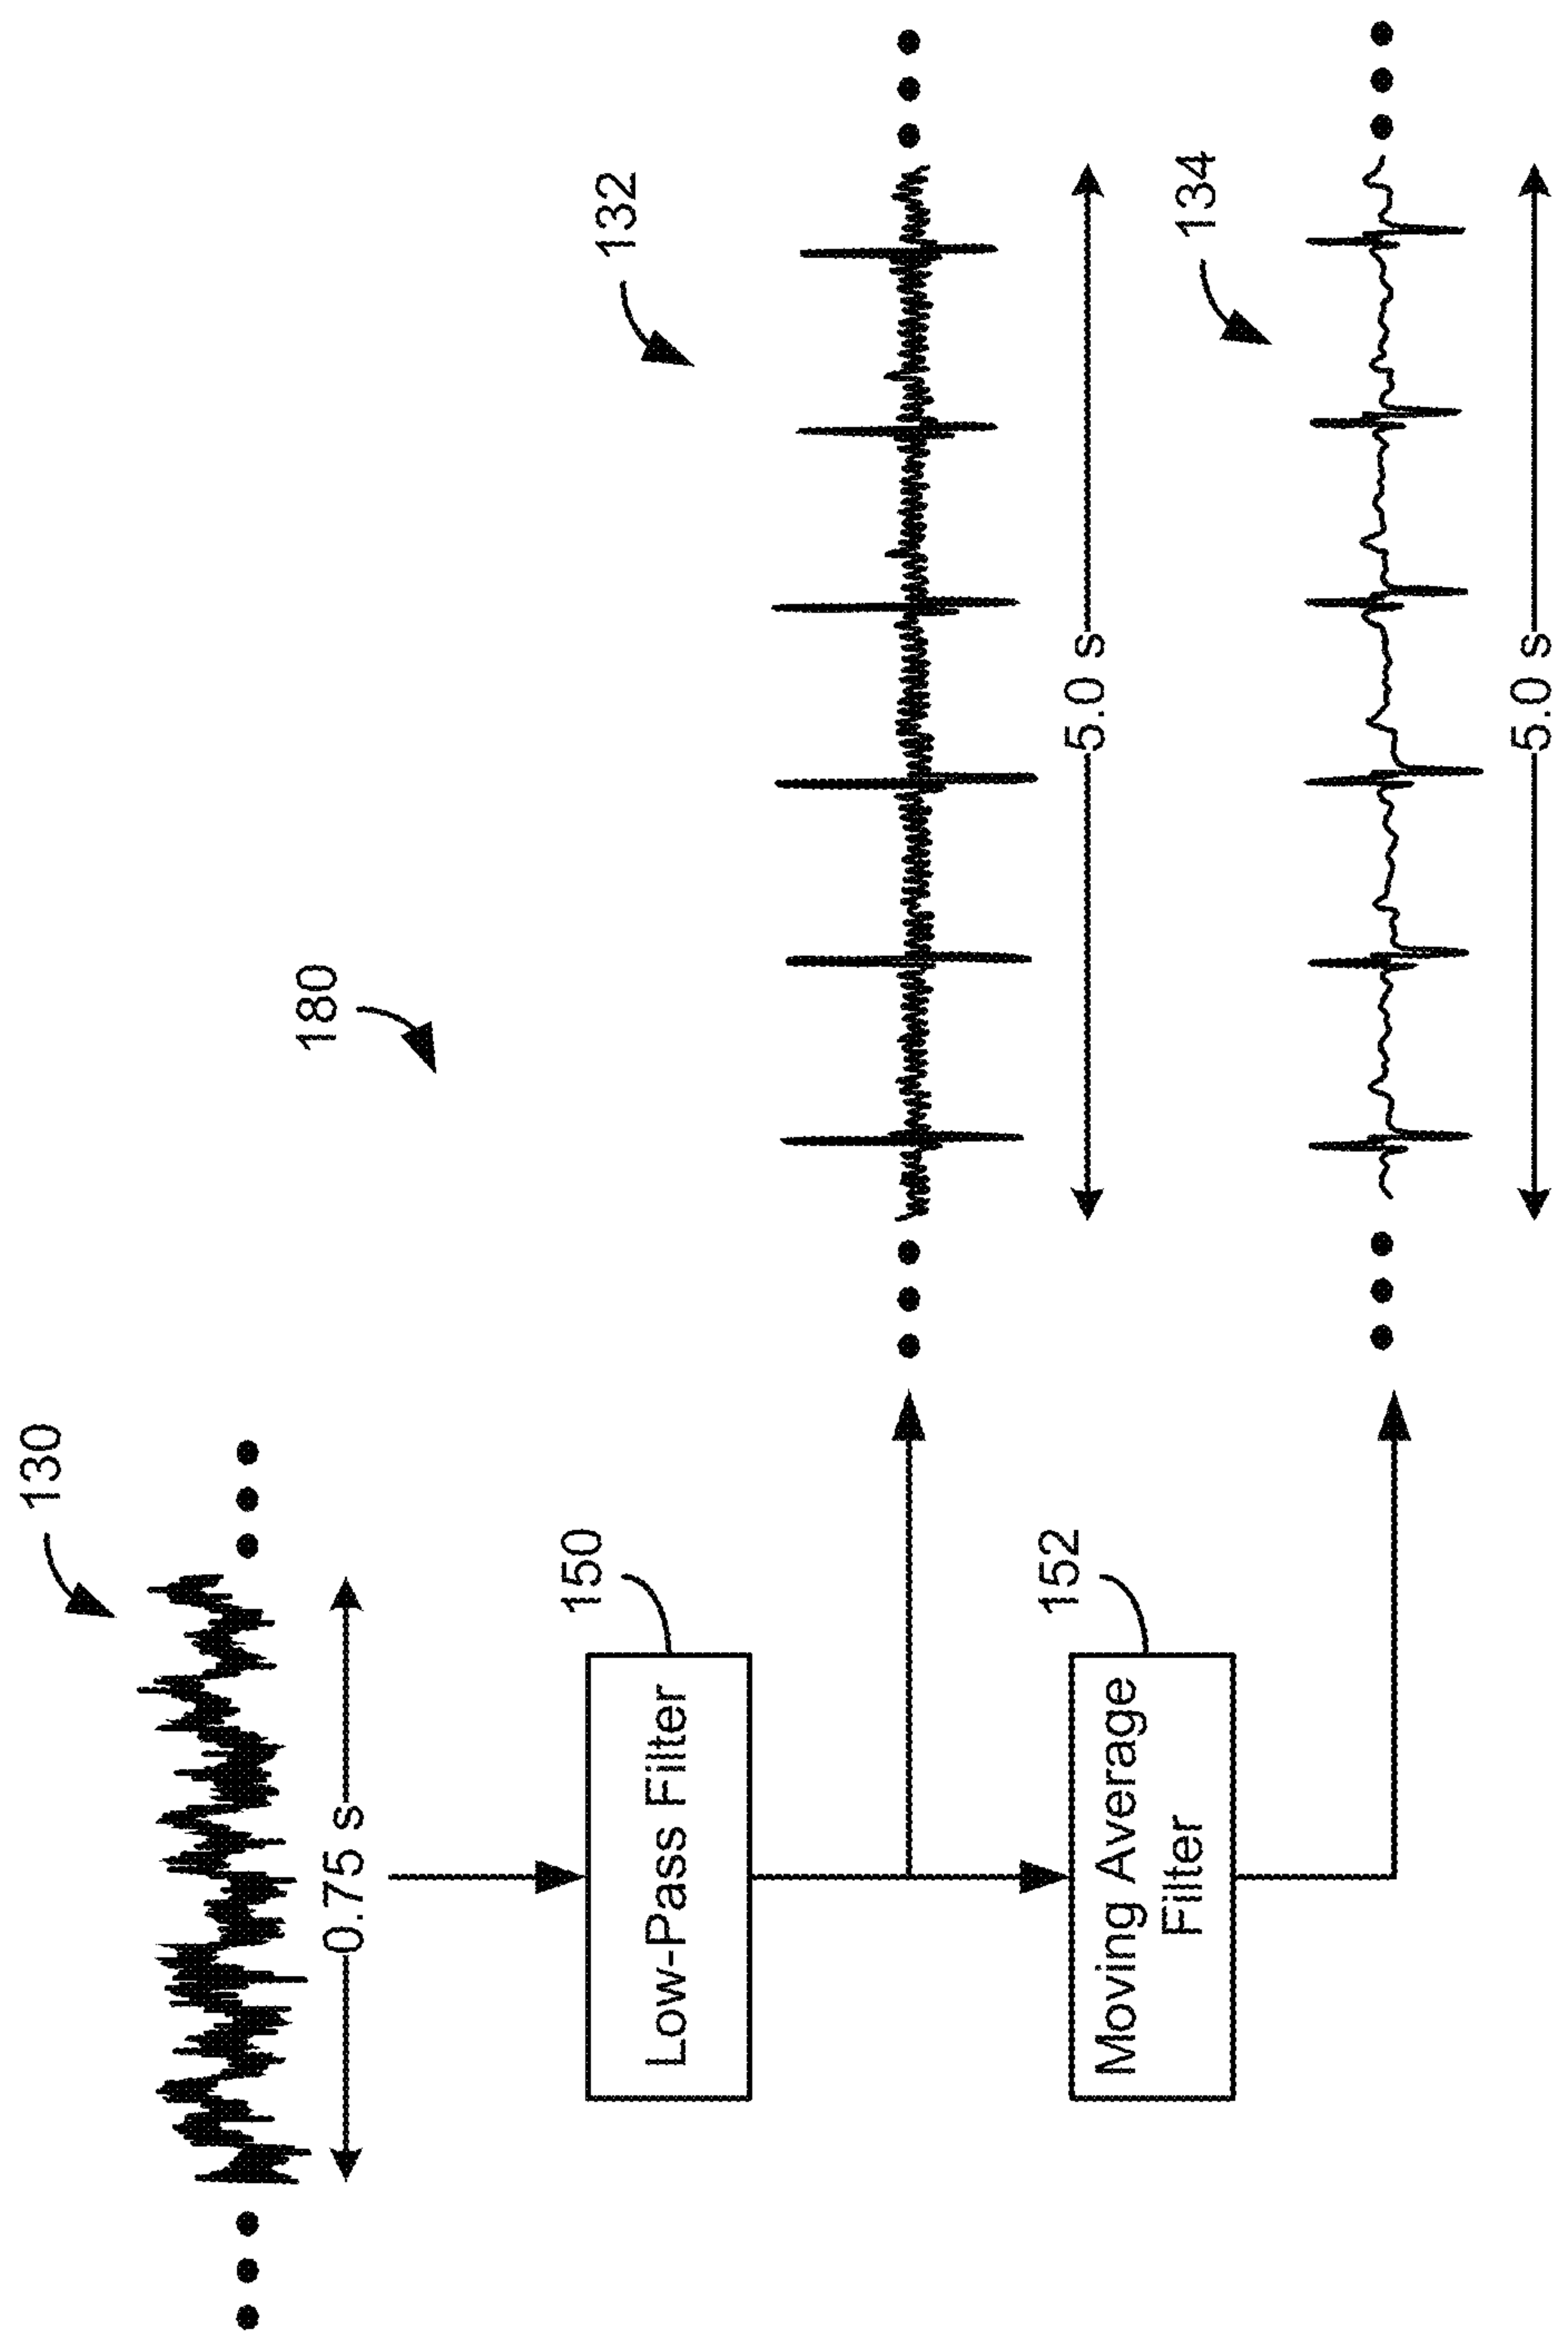 130
0.75 s
180
150
Low-Pass Filter
132
5.0 s
152
Moving Average
Filter
134
5.0 s